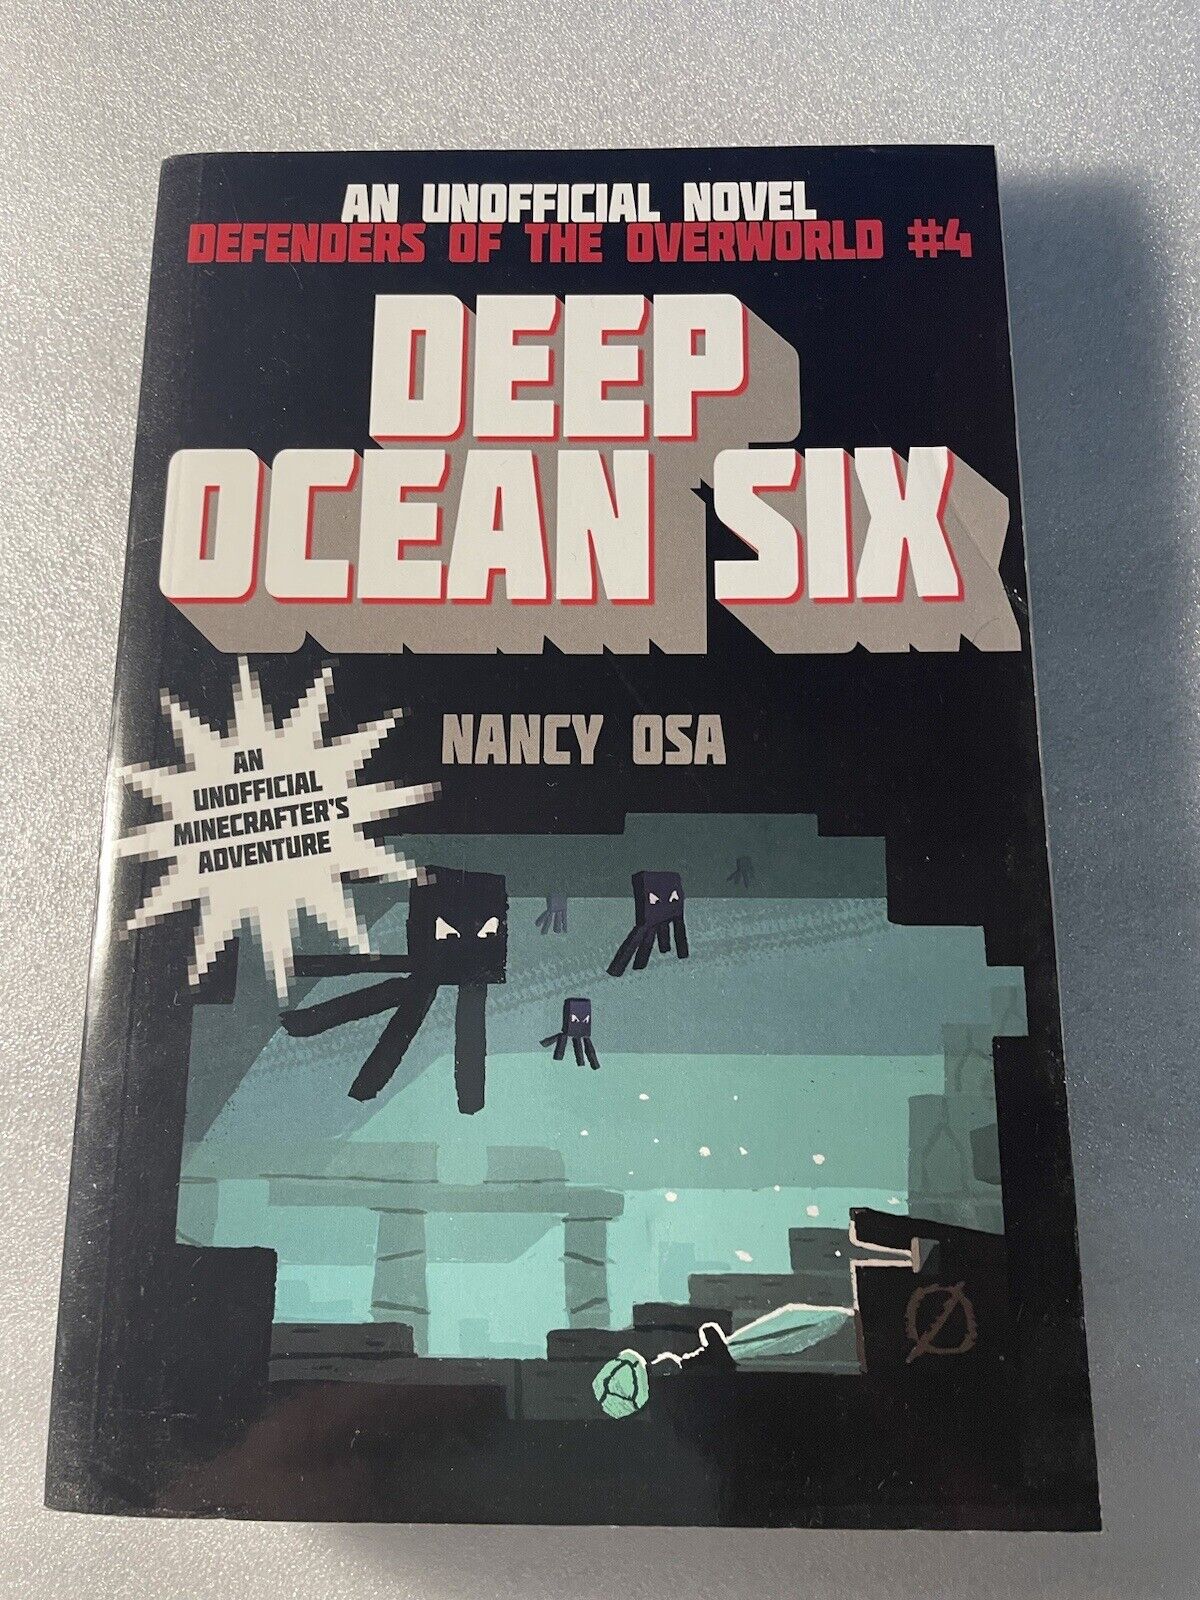 AN UNOFFICIAL NOVEL
DEFENDERS OF THE OVERWORLD #4
DEEP
OCEAN SIX
NANCY OSA
AN
UNOFFICIAL
MINECRAFTER'S
ADVENTURE